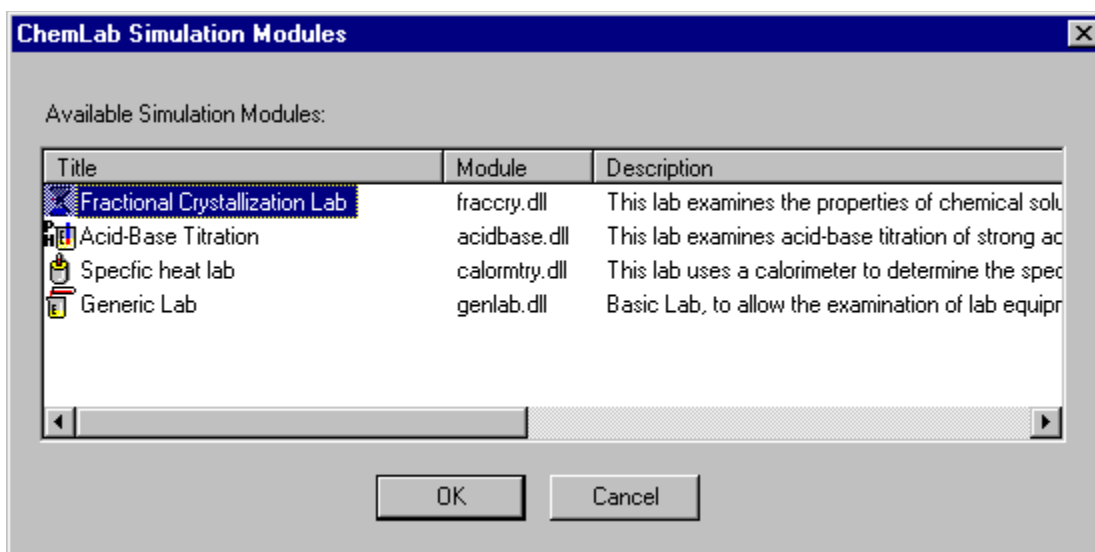 ChemLab Simulation Modules
Available Simulation Modules:
Title Module Description
Fractional Crystallization Lab fraccry.dll This lab examines the properties of chemical solu
Acid-Base Titration acidbase.dll This lab examines acid-base titration of strong ac
Specfic heat lab calormtry.dll This lab uses a calorimeter to determine the spec
Generic Lab genlab.dll Basic Lab, to allow the examination of lab equipr
OK Cancel